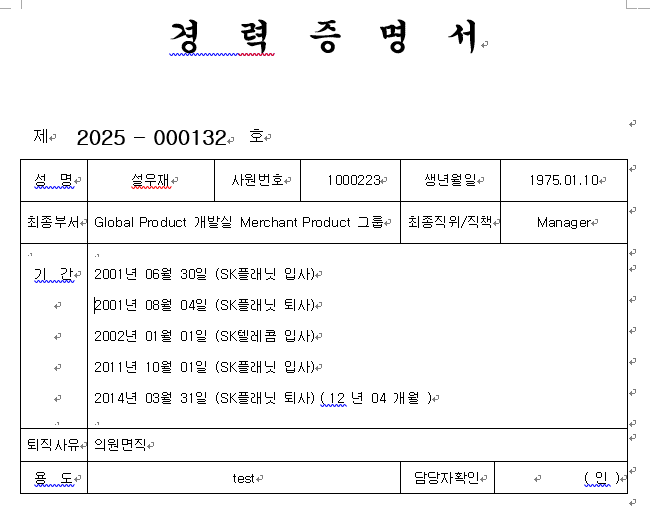 경 력 증 명 서
제 2025 - 000132 호
성 명 설우재 사원번호 1000223 생년월일 1975.01.10
최종부서 Global Product 개발실 Merchant Product 그룹 최종직위/직책 Manager
기 간 2001년 06월 30일 (SK플래닛 입사)
2001년 08월 04일 (SK플래닛 퇴사)
2002년 01월 01일 (SK텔레콤 입사)
2011년 10월 01일 (SK플래닛 입사)
2014년 03월 31일 (SK플래닛 퇴사) ( 12 년 04 개월 )
퇴직사유 의원면직
용 도 test 담당자확인 ( 인 )